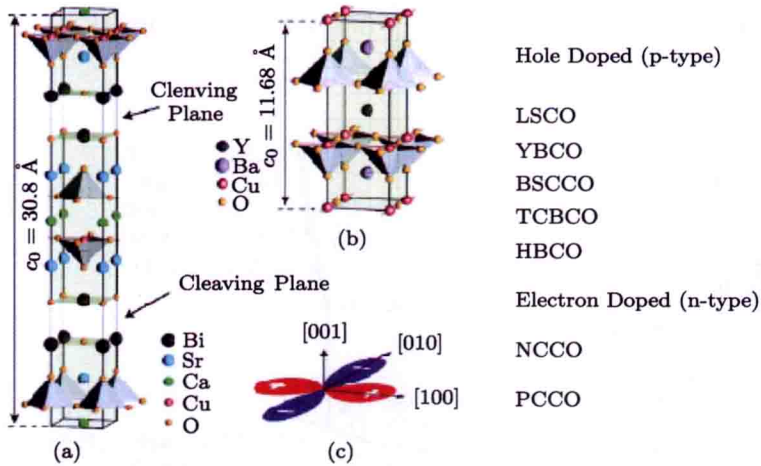 Clenving
Plane
c₀ = 30.8 Å
Cleaving Plane
Bi
Sr
Ca
Cu
O
(a)
c₀ = 11.68 Å
Y
Ba
Cu
O
(b)
[001]
[010]
[100]
(c)
Hole Doped (p-type)
LSCO
YBCO
BSCCO
TCBCO
HBCO
Electron Doped (n-type)
NCCO
PCCO